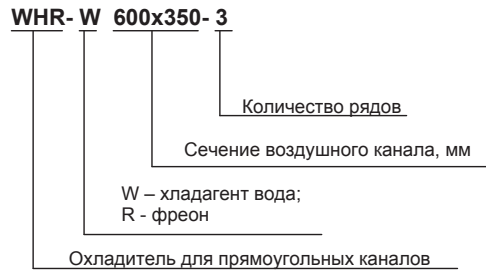 WHR- W 600x350- 3
Количество рядов
Сечение воздушного канала, мм
W – хладагент вода;
R - фреон
Охладитель для прямоугольных каналов